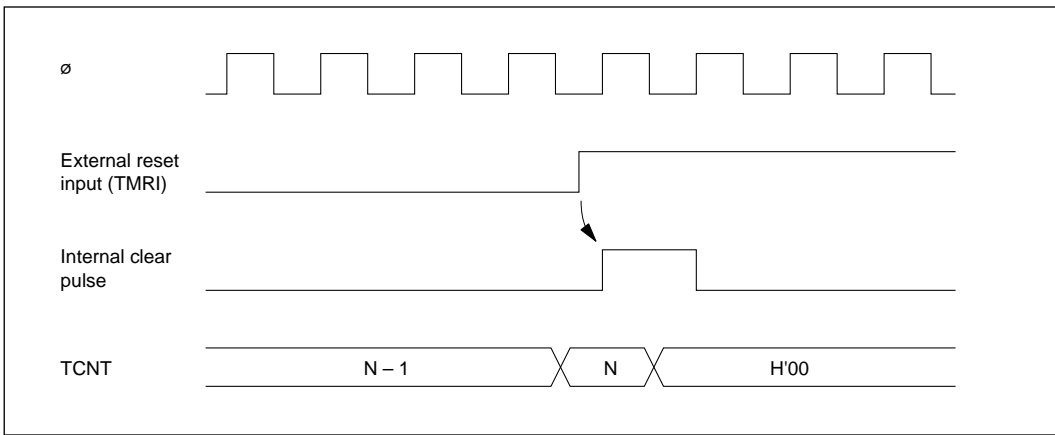 ø
External reset
input (TMRI)
Internal clear
pulse
TCNT
N – 1
N
H'00